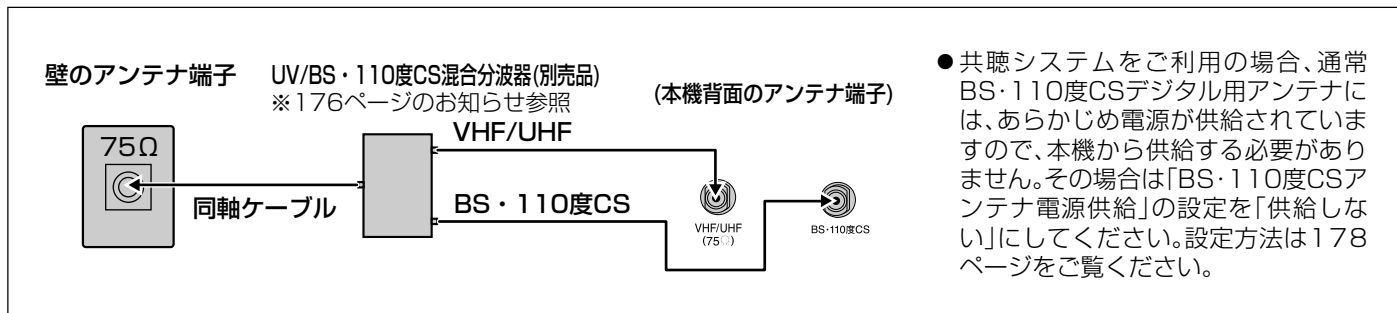 壁のアンテナ端子
UV/BS・110度CS混合分波器(別売品)
※176ページのお知らせ参照
(本機背面のアンテナ端子)
75Ω
VHF/UHF
同軸ケーブル
BS・110度CS
VHF/UHF
(75Ω)
BS･110度CS
●共聴システムをご利用の場合、通常
BS･110度CSデジタル用アンテナに
は、あらかじめ電源が供給されていま
すので、本機から供給する必要があり
ません。その場合は｢BS･110度CSア
ンテナ電源供給｣の設定を｢供給しな
い｣にしてください。設定方法は178
ページをご覧ください。